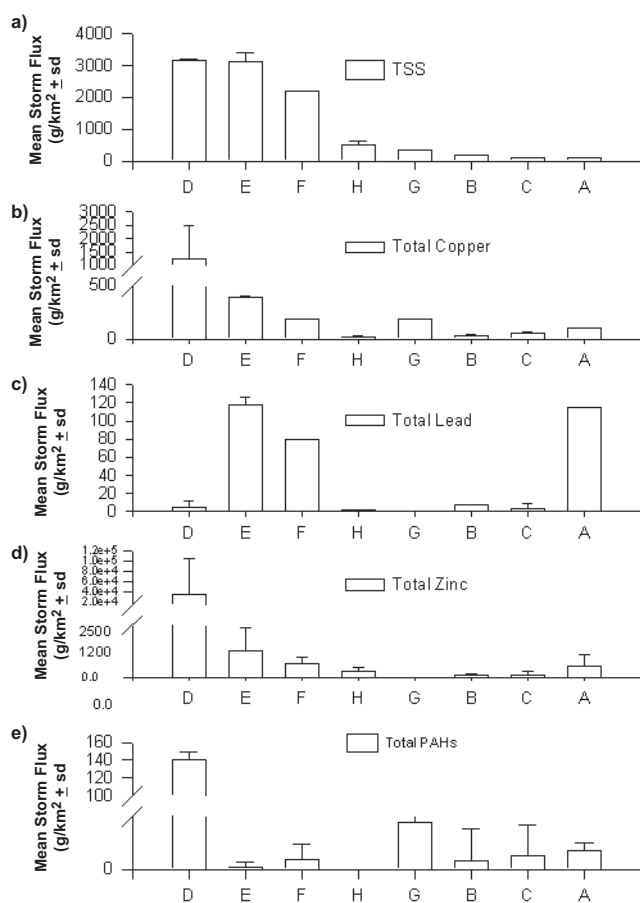 a)
Mean Storm Flux
(g/km² ± sd
4000
3000
2000
1000
0
TSS
D E F H G B C A
b)
Mean Storm Flux
(g/km² ± sd
3000
2500
2000
1500
1000
500
0
Total Copper
D E F H G B C A
c)
Mean Storm Flux
(g/km² ± sd
140
120
100
80
60
40
20
0
Total Lead
D E F H G B C A
d)
Mean Storm Flux
(g/km² ± sd
1.2e+5
1.0e+5
8.0e+4
6.0e+4
4.0e+4
2.0e+4
2500
1200
0.0
0.0
Total Zinc
D E F H G B C A
e)
Mean Storm Flux
(g/km² ± sd
160
140
120
100
0
Total PAHs
D E F H G B C A